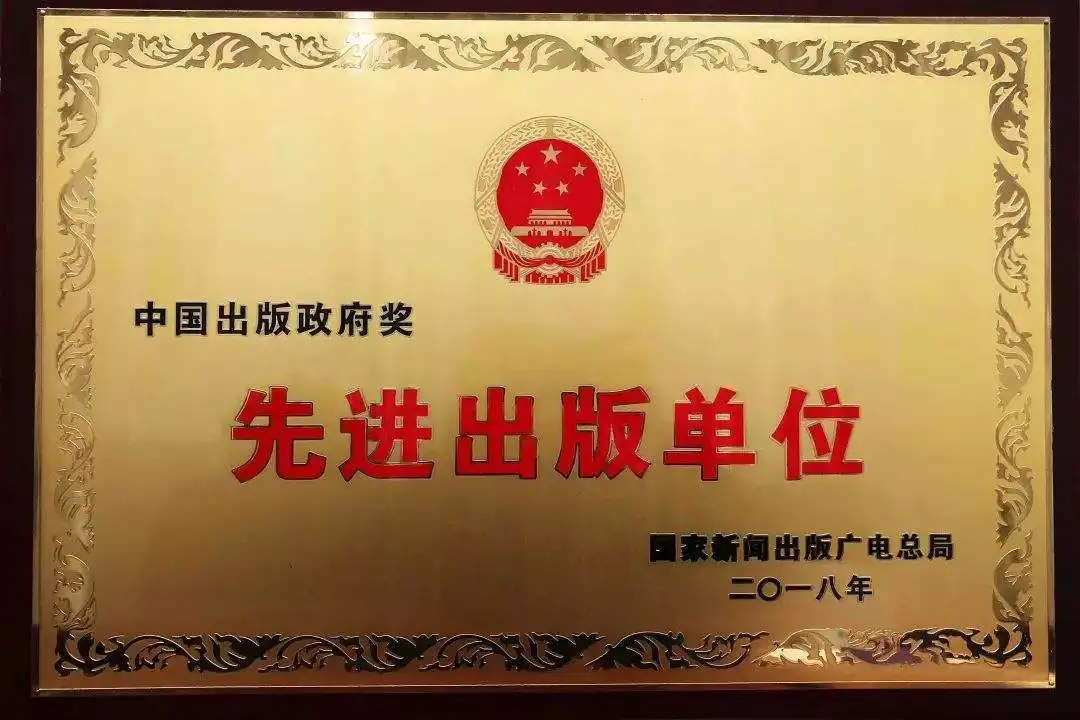 中国出版政府奖
先进出版单位
国家新闻出版广电总局
二〇一八年